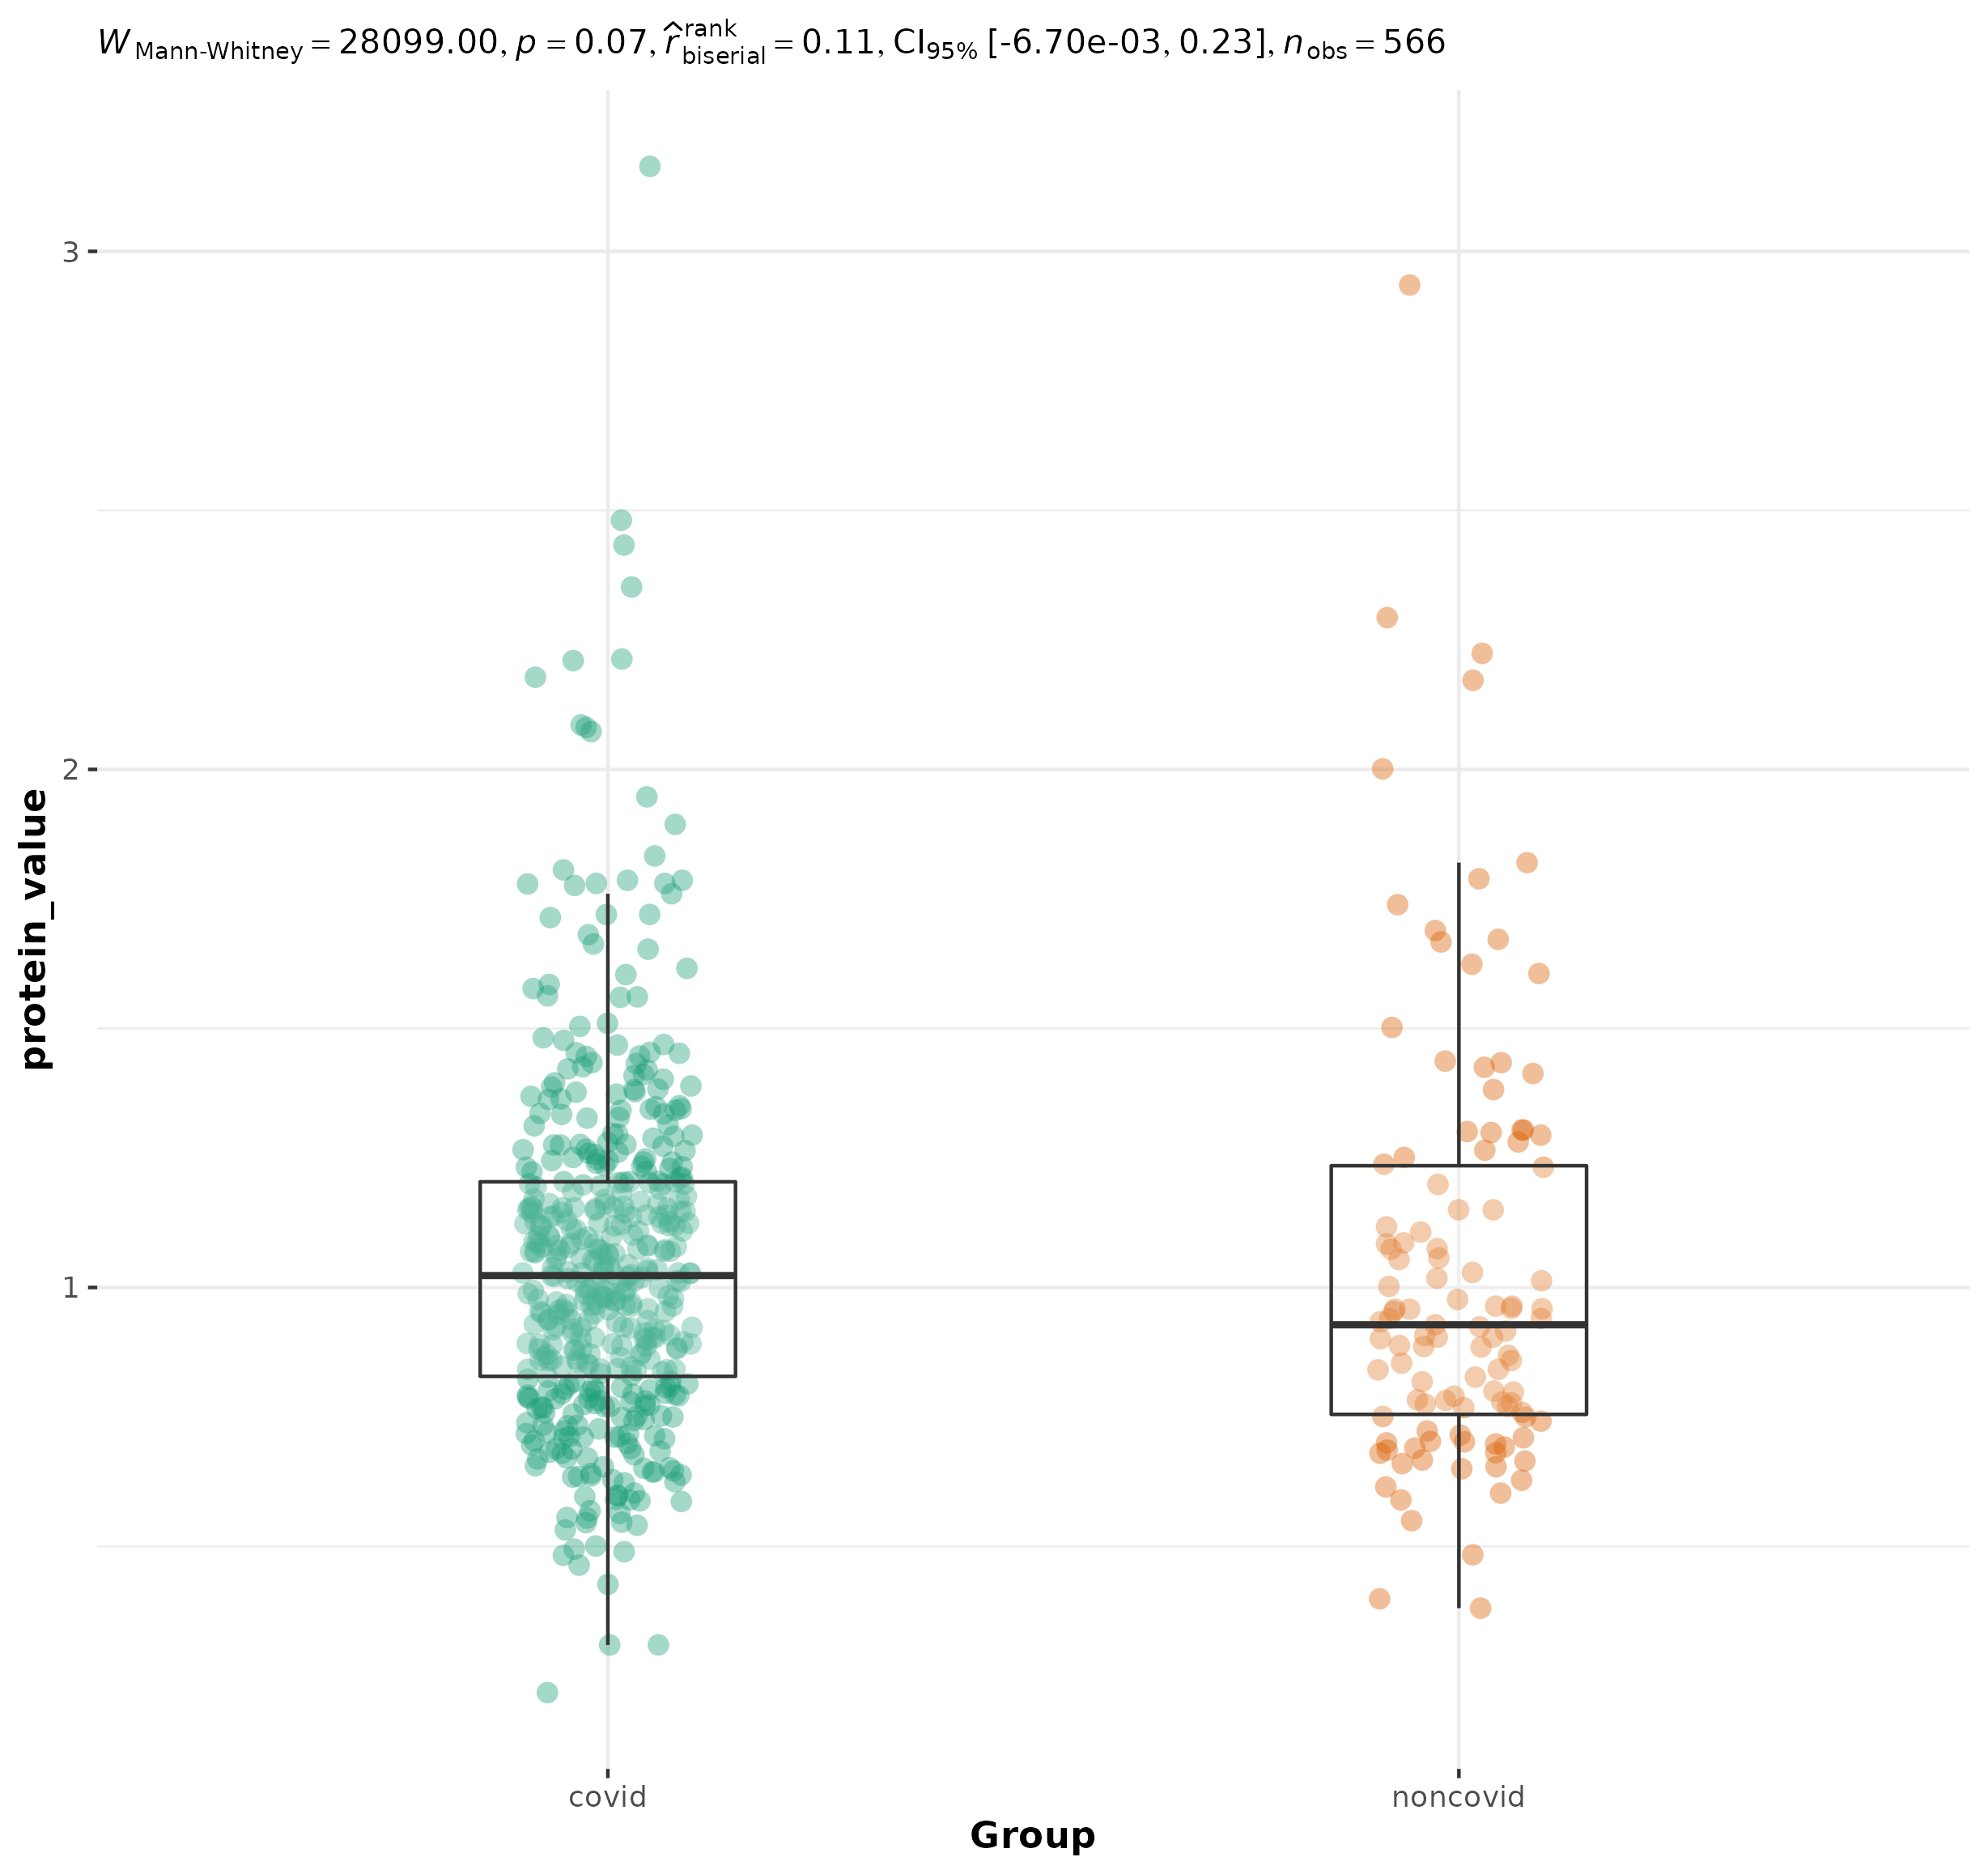 W Mann-Whitney = 28099.00, p = 0.07, r̂ rank biserial = 0.11, CI95% [-6.70e-03, 0.23], nobs = 566
3
2
1
protein_value
covid noncovid
Group